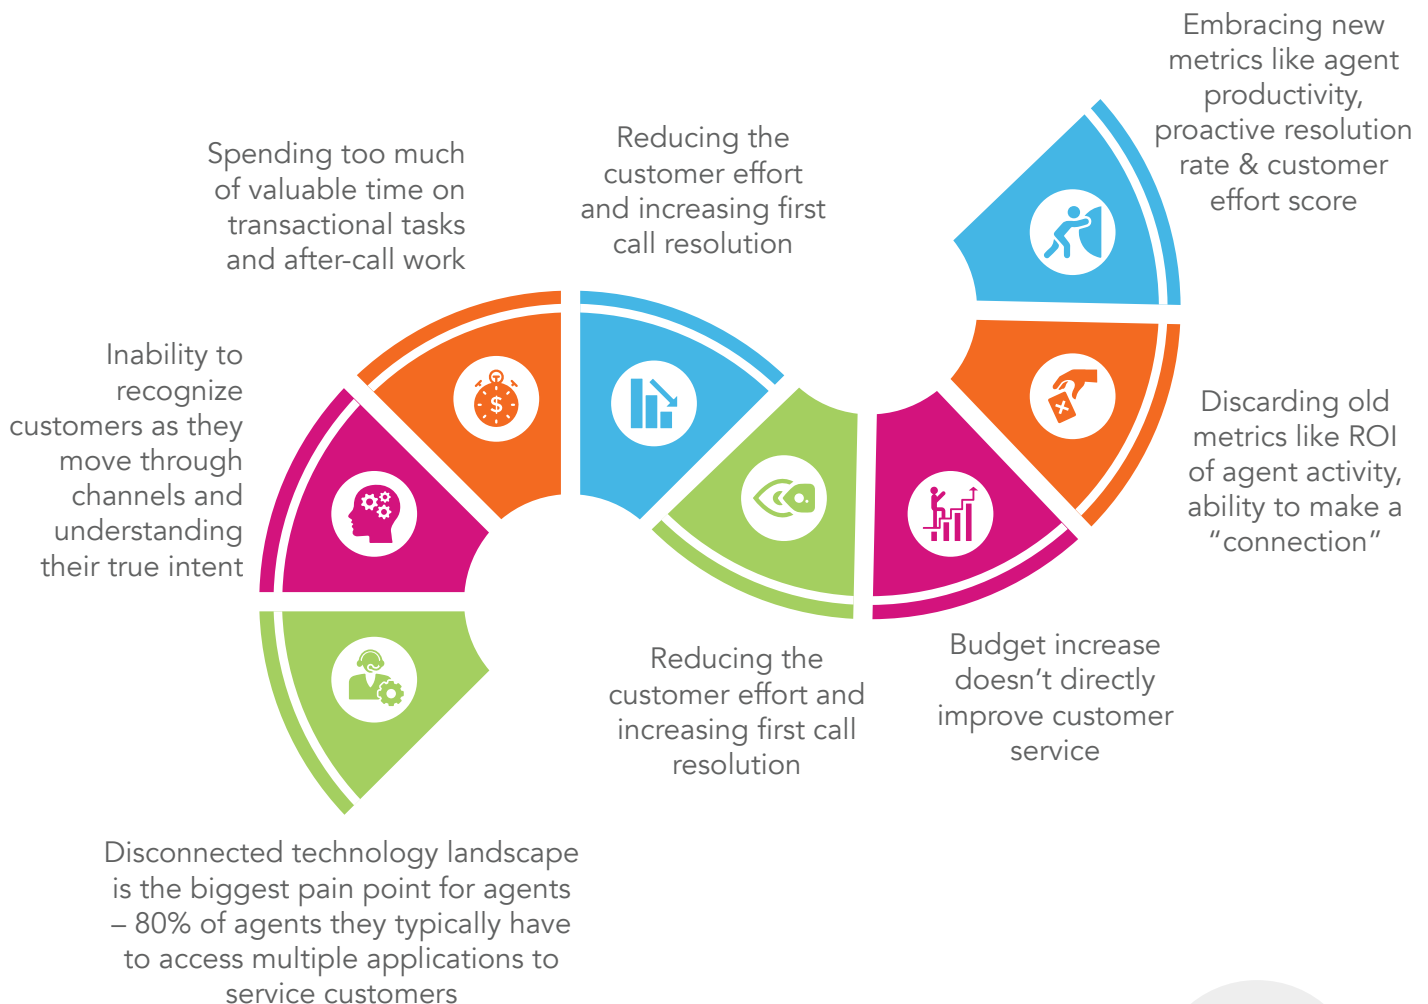 Embracing new
metrics like agent
productivity,
proactive resolution
rate & customer
effort score
Reducing the
customer effort
and increasing first
call resolution
Spending too much
of valuable time on
transactional tasks
and after-call work
Inability to
recognize
customers as they
move through
channels and
understanding
their true intent
$
Discarding old
metrics like ROI
of agent activity,
ability to make a
“connection”
Budget increase
doesn’t directly
improve customer
service
Reducing the
customer effort and
increasing first call
resolution
Disconnected technology landscape
is the biggest pain point for agents
– 80% of agents they typically have
to access multiple applications to
service customers